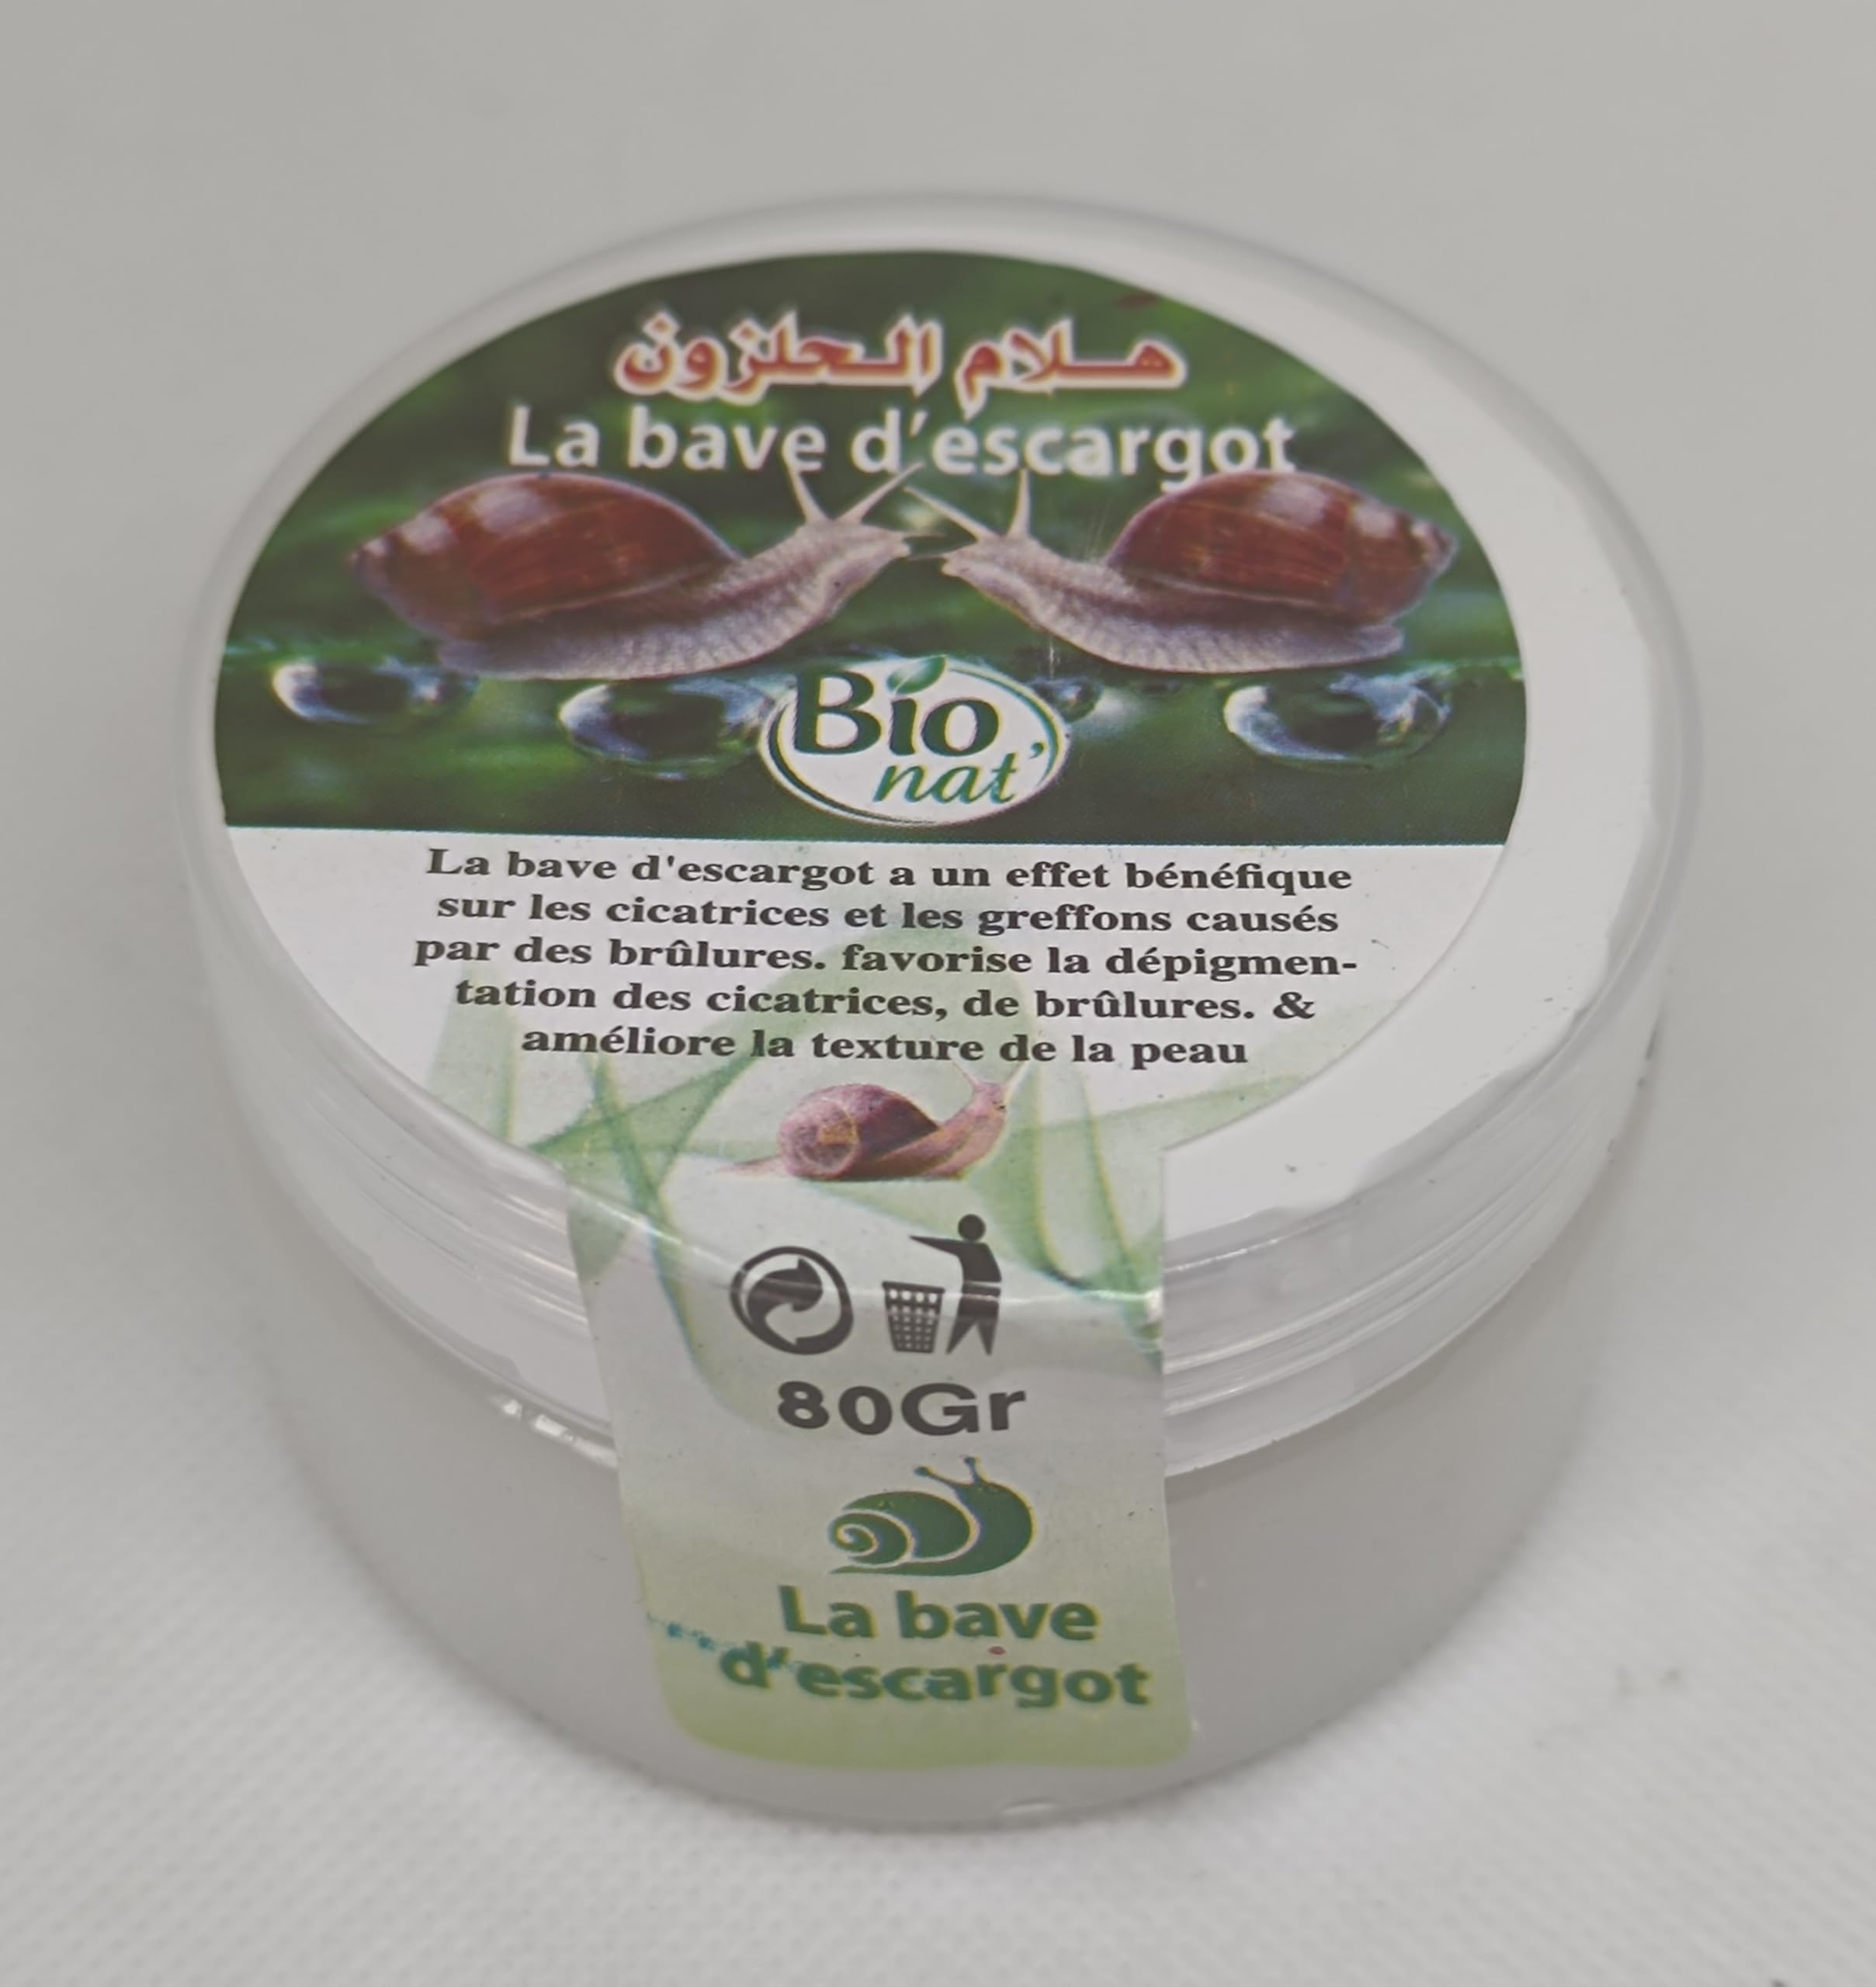 هلام الحلزون
La bave d'escargot
Bio
nat'
La bave d'escargot a un effet bénéfique
sur les cicatrices et les greffons causés
par des brûlures. favorise la dépigmen-
tation des cicatrices, de brûlures. &
améliore la texture de la peau
80Gr
La bave
d'escargot